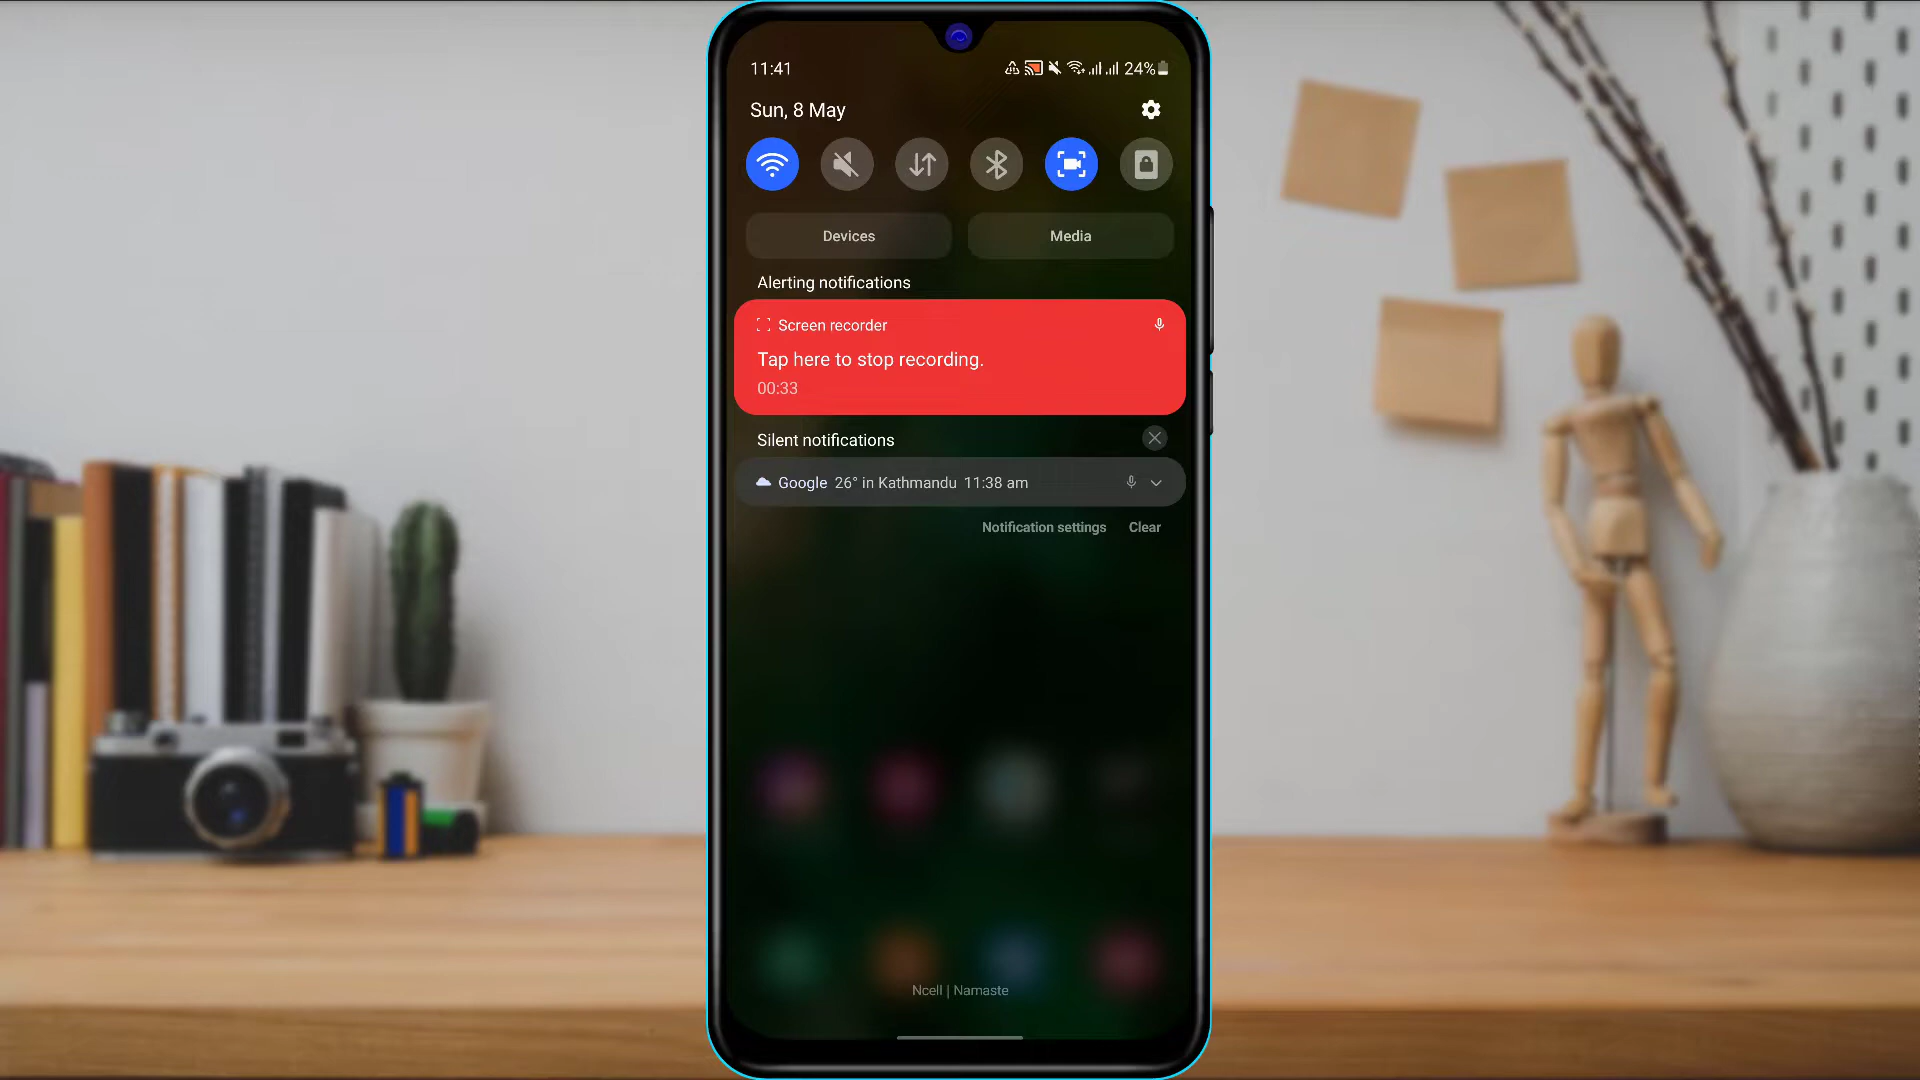 11:41
24%
Sun, 8 May
Devices
Media
Alerting notifications
Screen recorder
Tap here to stop recording.
00:33
Silent notifications
Google 26° in Kathmandu 11:38 am
Notification settings Clear
Ncell | Namaste